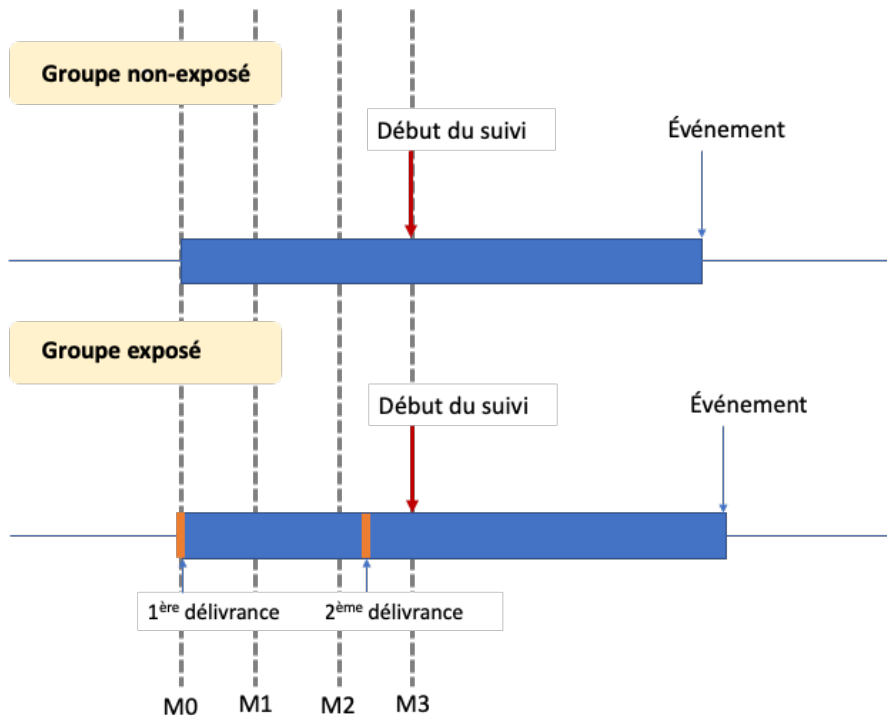 Groupe non-exposé
Début du suivi
Événement
Groupe exposé
Début du suivi
Événement
1ère délivrance
2ème délivrance
M0
M1
M2
M3